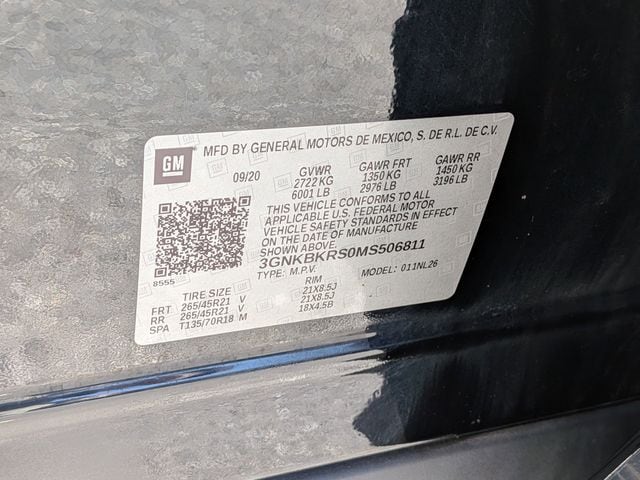 GM
MFD BY GENERAL MOTORS DE MEXICO, S. DE R.L. DE C.V.
09/20 GVWR GAWR FRT GAWR RR
2722 KG 1350 KG 1450 KG
6001 LB 2976 LB 3196 LB
THIS VEHICLE CONFORMS TO ALL
APPLICABLE U.S. FEDERAL MOTOR
VEHICLE SAFETY STANDARDS IN EFFECT
ON THE DATE OF MANUFACTURE
SHOWN ABOVE.
3GNKBKRS0MS506811
8555
TYPE: M.P.V. MODEL: 011NL26
TIRE SIZE RIM
FRT 265/45R21 V 21X8.5J
RR 265/45R21 V 21X8.5J
SPA T135/70R18 M 18X4.5B